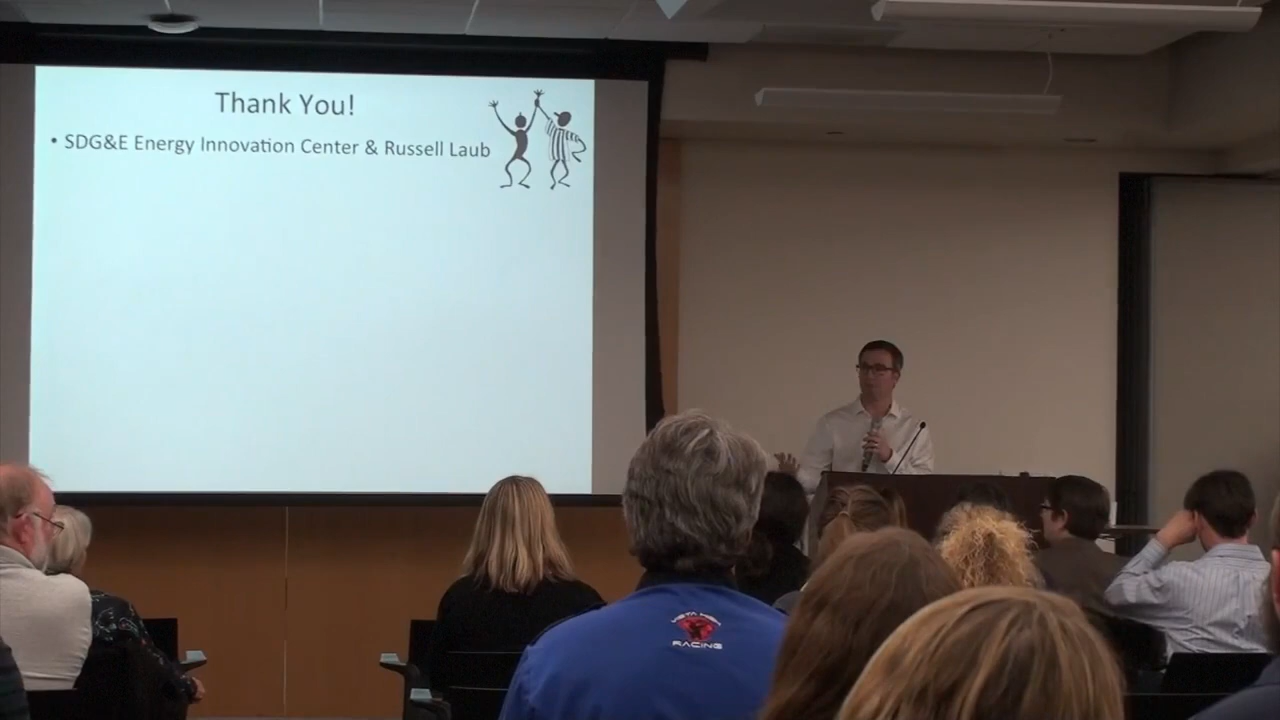 Thank You!
• SDG&E Energy Innovation Center & Russell Laub
RACING